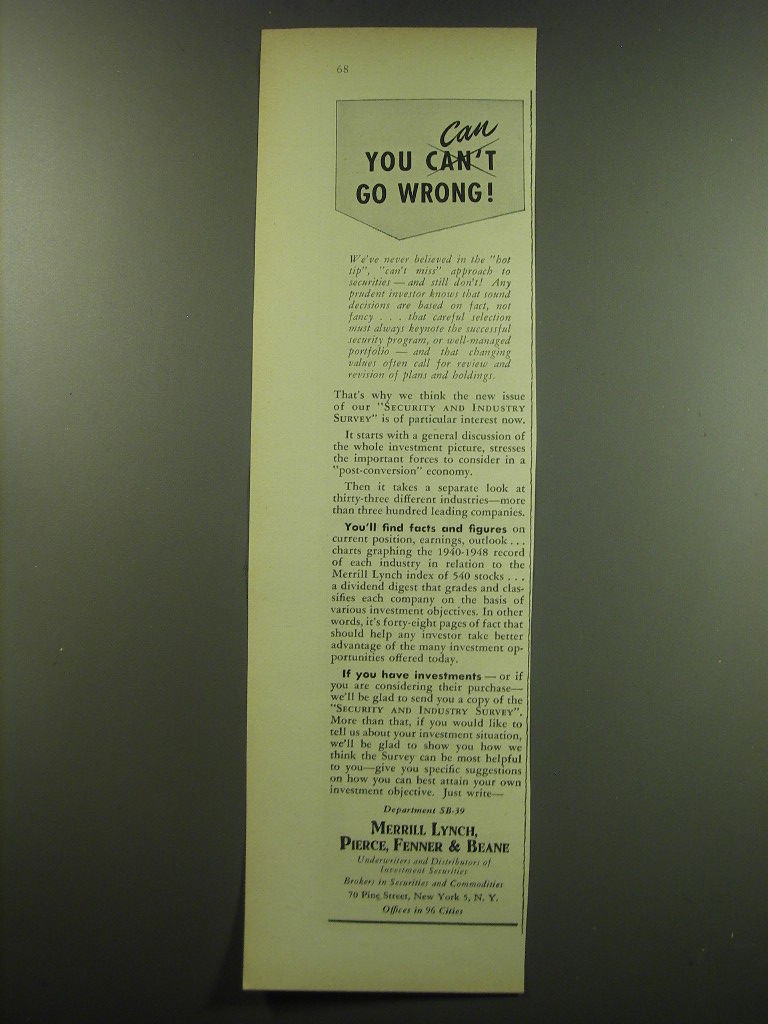 68
Can
YOU CAN'T
GO WRONG!
We've never believed in the "hot
tip", "can't miss" approach to
securities — and still don't! Any
prudent investor knows that sound
decisions are based on fact, not
fancy . . . that careful selection
must always keynote the successful
security program, or well-managed
portfolio — and that changing
values often call for review and
revision of plans and holdings.
That's why we think the new issue
of our "SECURITY AND INDUSTRY
SURVEY" is of particular interest now.
It starts with a general discussion of
the whole investment picture, stresses
the important forces to consider in a
"post-conversion" economy.
Then it takes a separate look at
thirty-three different industries—more
than three hundred leading companies.
You'll find facts and figures on
current position, earnings, outlook . . .
charts graphing the 1940-1948 record
of each industry in relation to the
Merrill Lynch index of 540 stocks . . .
a dividend digest that grades and clas-
sifies each company on the basis of
various investment objectives. In other
words, it's forty-eight pages of fact that
should help any investor take better
advantage of the many investment op-
portunities offered today.
If you have investments — or if
you are considering their purchase—
we'll be glad to send you a copy of the
"SECURITY AND INDUSTRY SURVEY".
More than that, if you would like to
tell us about your investment situation,
we'll be glad to show you how we
think the Survey can be most helpful
to you—give you specific suggestions
on how you can best attain your own
investment objective. Just write—
Department SB-39
MERRILL LYNCH,
PIERCE, FENNER & BEANE
Underwriters and Distributors of
Investment Securities
Brokers in Securities and Commodities
70 Pine Street, New York 5, N. Y.
Offices in 96 Cities